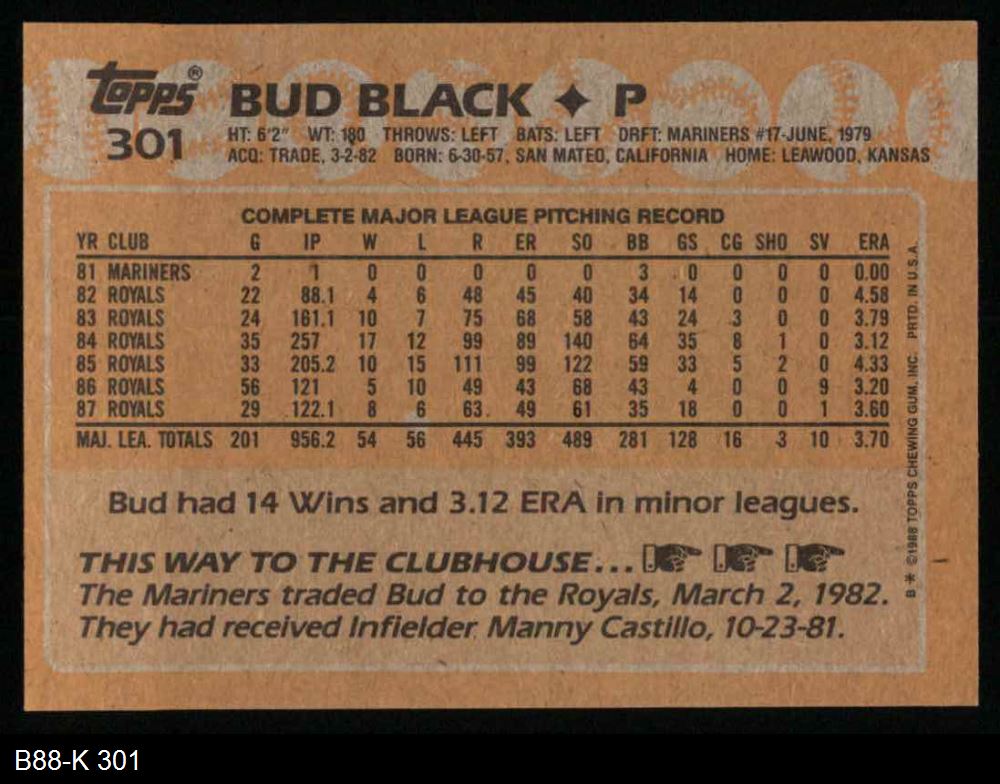 topps® BUD BLACK ✦ P
301 HT: 6'2" WT: 180 THROWS: LEFT BATS: LEFT DRFT: MARINERS #17-JUNE, 1979
ACQ: TRADE, 3-2-82 BORN: 6-30-57, SAN MATEO, CALIFORNIA HOME: LEAWOOD, KANSAS
COMPLETE MAJOR LEAGUE PITCHING RECORD
YR CLUB G IP W L R ER SO BB GS CG SHO SV ERA
81 MARINERS 2 1 0 0 0 0 0 3 0 0 0 0 0.00
82 ROYALS 22 88.1 4 6 48 45 40 34 14 0 0 0 4.58
83 ROYALS 24 161.1 10 7 75 68 58 43 24 3 0 0 3.79
84 ROYALS 35 257 17 12 99 89 140 64 35 8 1 0 3.12
85 ROYALS 33 205.2 10 15 111 99 122 59 33 5 2 0 4.33
86 ROYALS 56 121 5 10 49 43 68 43 4 0 0 9 3.20
87 ROYALS 29 122.1 8 6 63 49 61 35 18 0 0 1 3.60
MAJ. LEA. TOTALS 201 956.2 54 56 445 393 489 281 128 16 3 10 3.70
Bud had 14 Wins and 3.12 ERA in minor leagues.
THIS WAY TO THE CLUBHOUSE...
The Mariners traded Bud to the Royals, March 2, 1982.
They had received Infielder Manny Castillo, 10-23-81.
B* ©1988 TOPPS CHEWING GUM, INC. PRTD. IN U.S.A.
B88-K 301